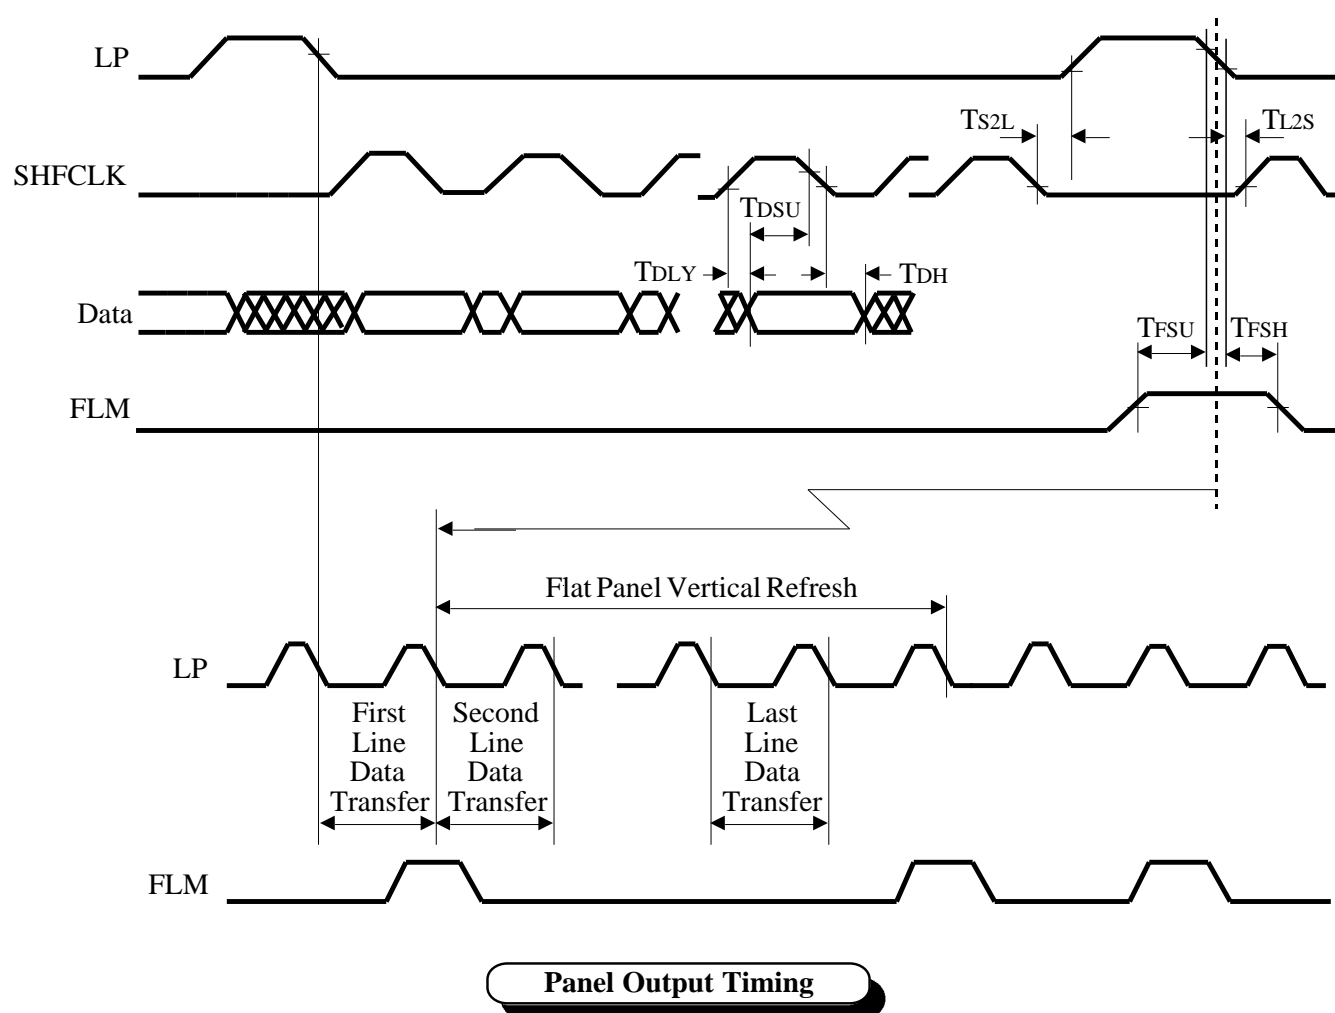 LP
TS2L
TL2S
SHFCLK
TDSU
TDLY
TDH
Data
TFSU
TFSH
FLM
Flat Panel Vertical Refresh
LP
First
Line
Data
Transfer
Second
Line
Data
Transfer
Last
Line
Data
Transfer
FLM
Panel Output Timing